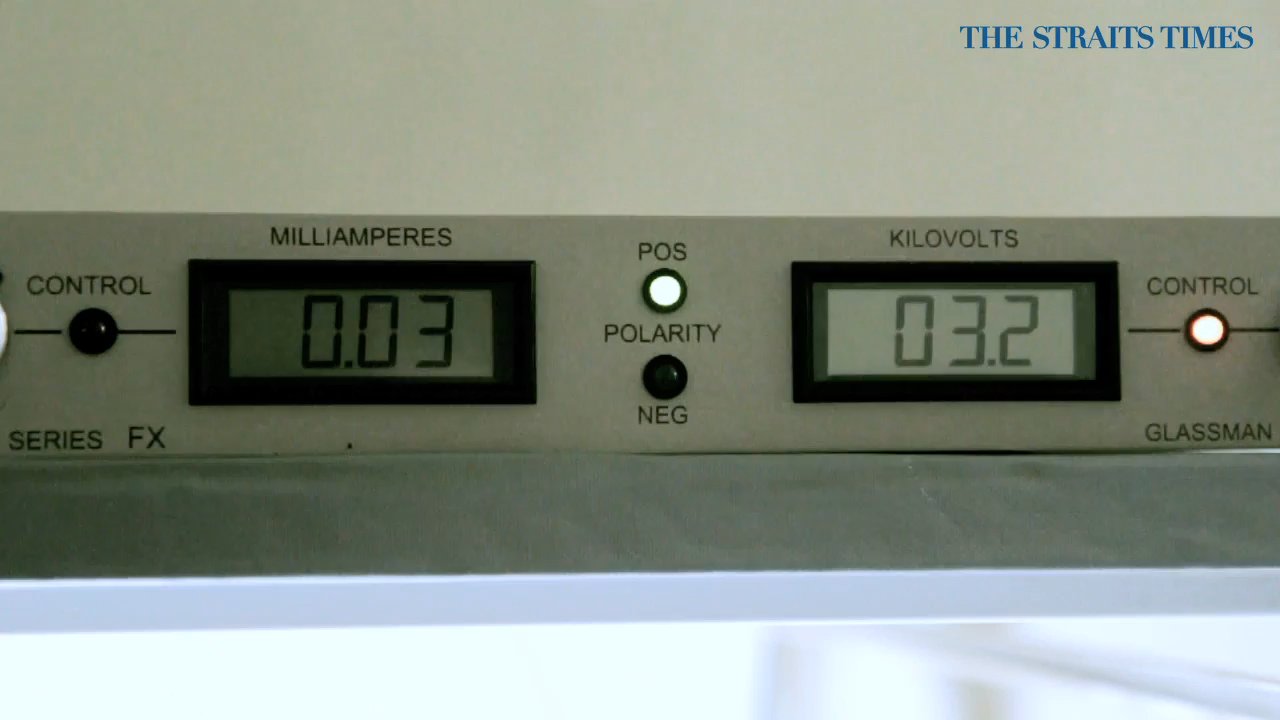 THE STRAITS TIMES
MILLIAMPERES
KILOVOLTS
POS
CONTROL
CONTROL
0.03
03.2
POLARITY
NEG
SERIES FX
GLASSMAN